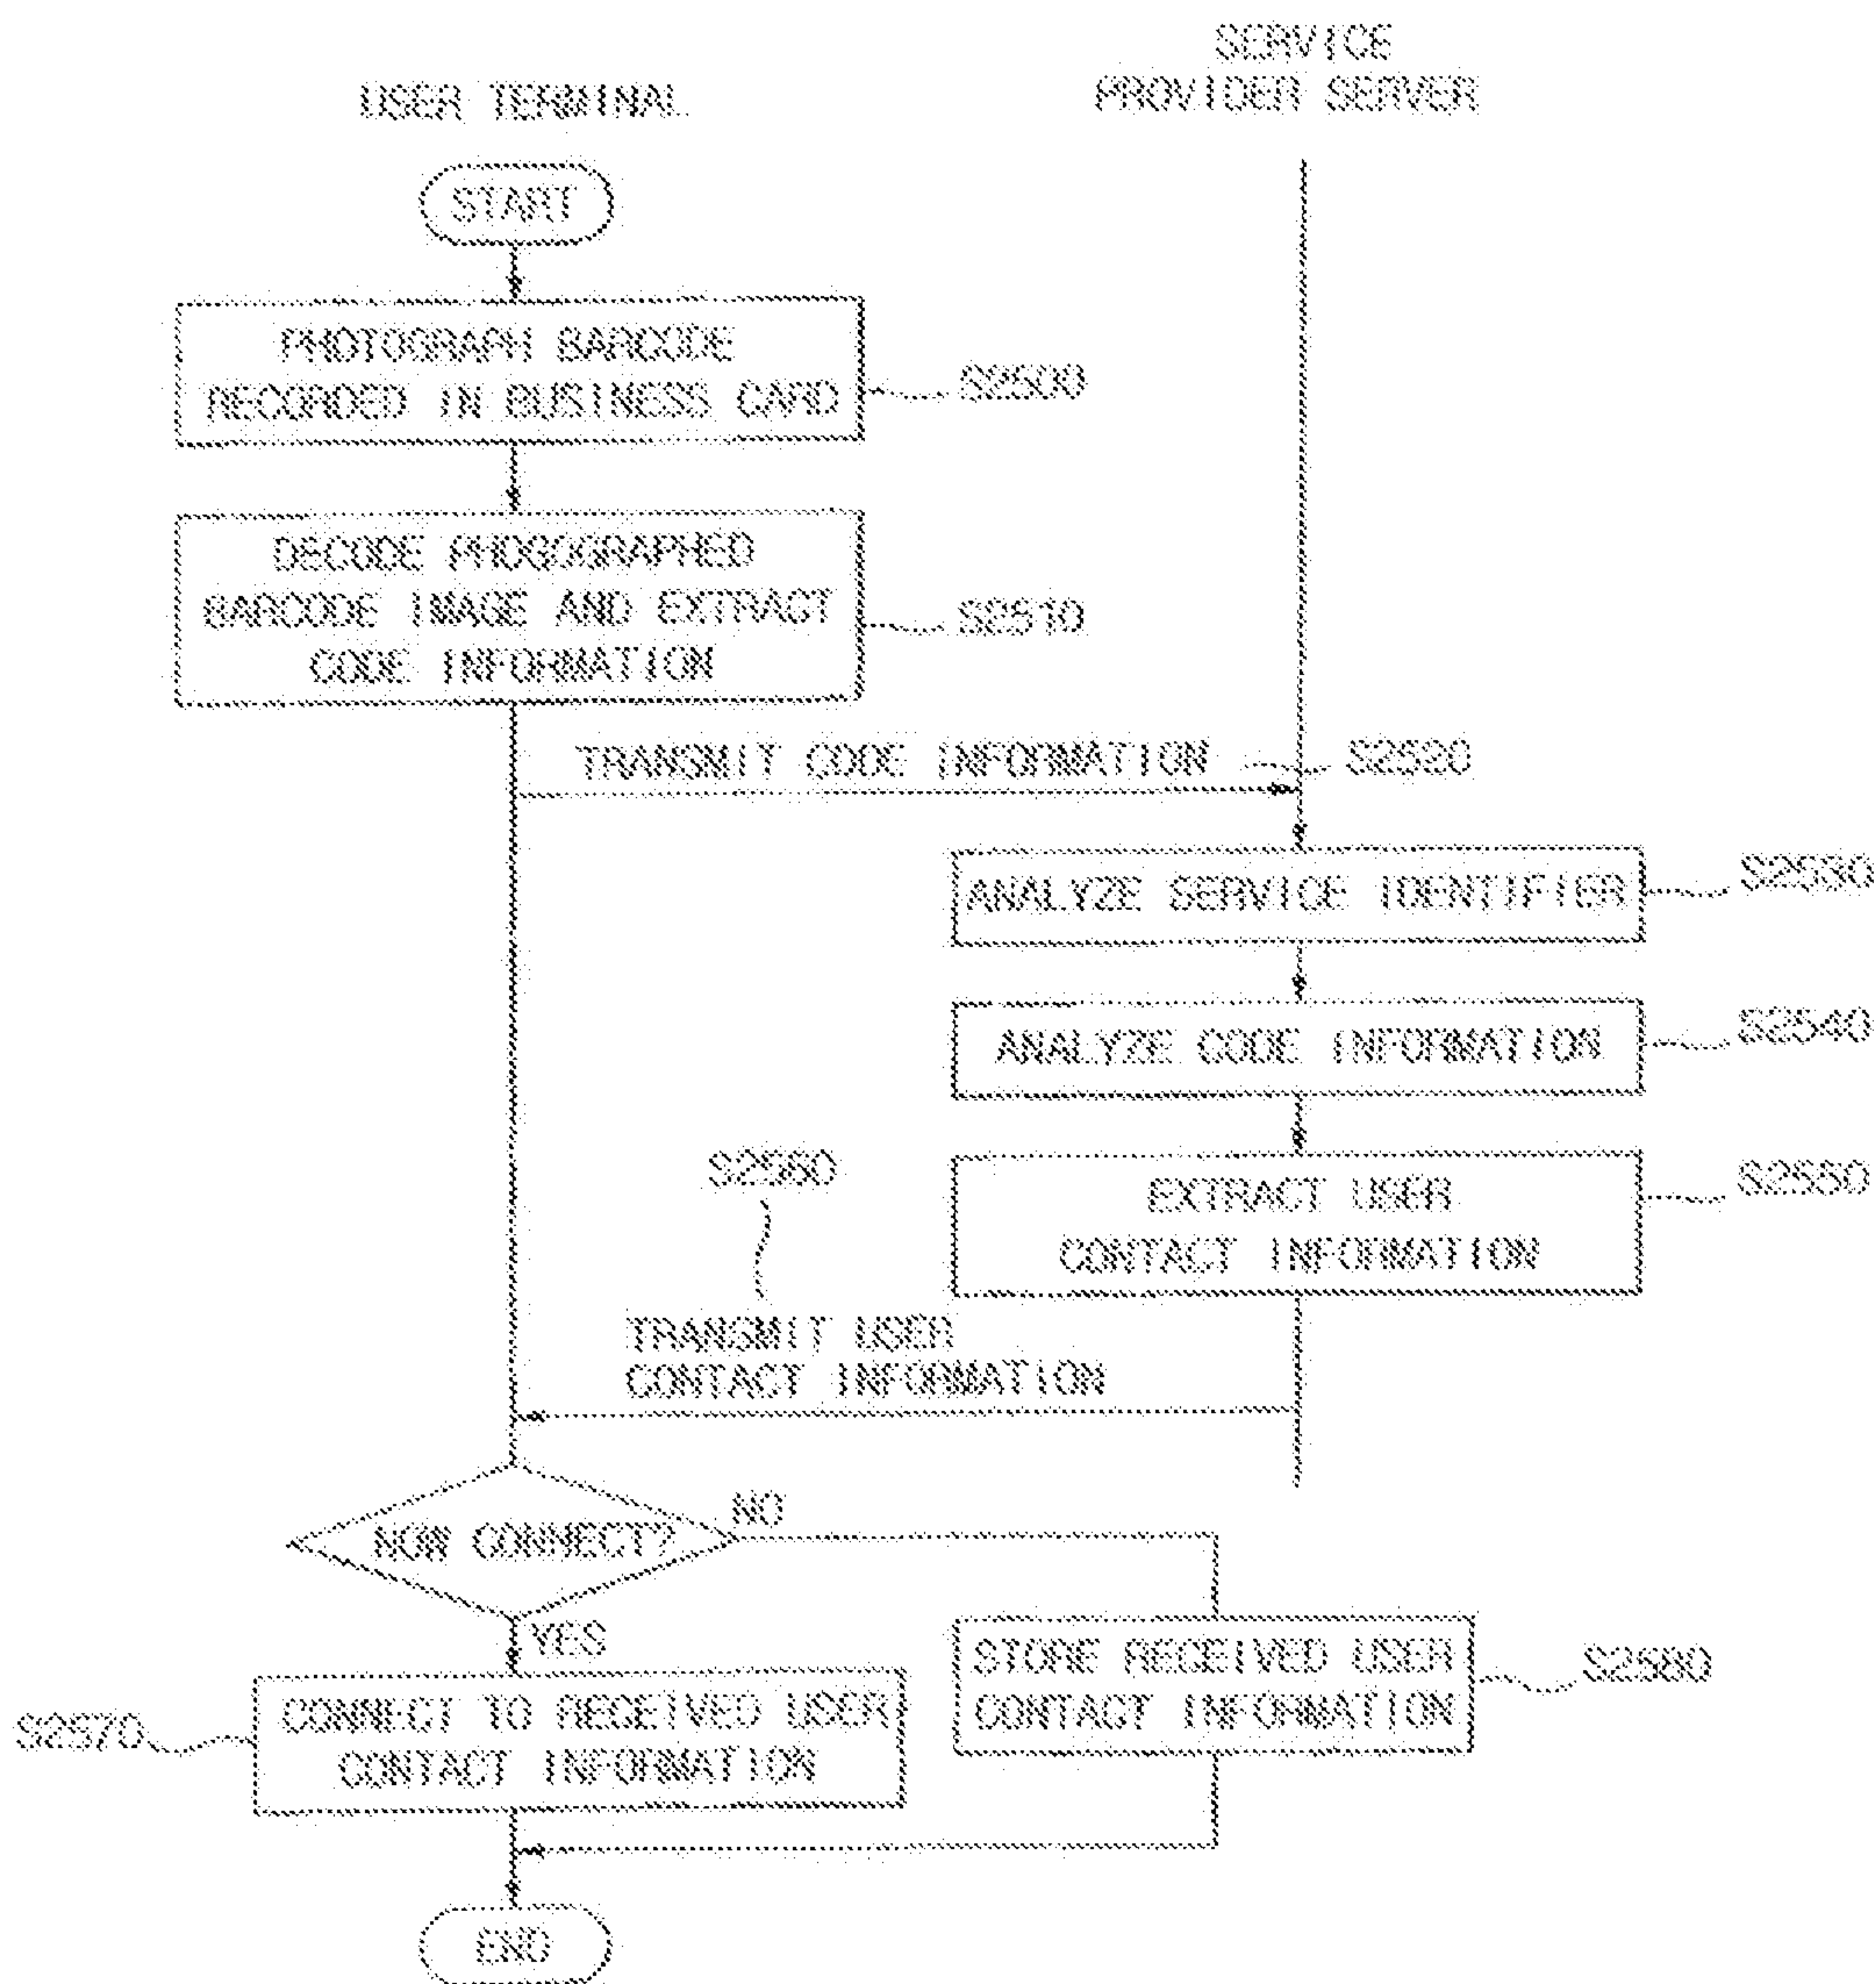 SERVICE
PROVIDER SERVER
USER TERMINAL
START
PHOTOGRAPH BARCODE
RECORDED IN BUSINESS CARD
S2500
DECODE PHOGOGRAPHED
BARCODE IMAGE AND EXTRACT
CODE INFORMATION
S2510
TRANSMIT CODE INFORMATION
S2520
ANALYZE SERVICE IDENTIFIER
S2530
ANALYZE CODE INFORMATION
S2540
EXTRACT USER
CONTACT INFORMATION
S2550
S2560
TRANSMIT USER
CONTACT INFORMATION
NOW CONNECT?
NO
YES
STORE RECEIVED USER
CONTACT INFORMATION
S2580
CONNECT TO RECEIVED USER
CONTACT INFORMATION
S2570
END